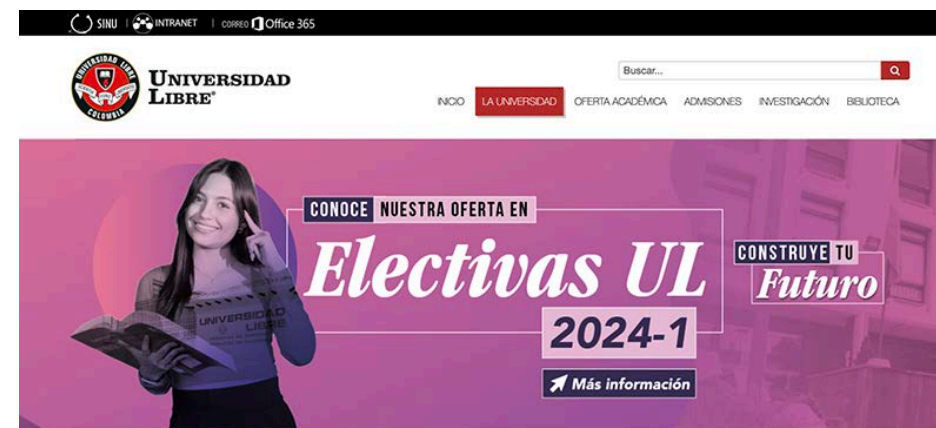 SINU | INTRANET | CORREO Office 365
UNIVERSIDAD LIBRE
COLOMBIA
UNIVERSIDAD
LIBRE®
Buscar...
INICIO LA UNIVERSIDAD OFERTA ACADÉMICA ADMISIONES INVESTIGACIÓN BIBLIOTECA
CONOCE NUESTRA OFERTA EN
Electivas UL
2024-1
Más información
CONSTRUYE TU
Futuro
UNIVERSIDAD
LIBRE